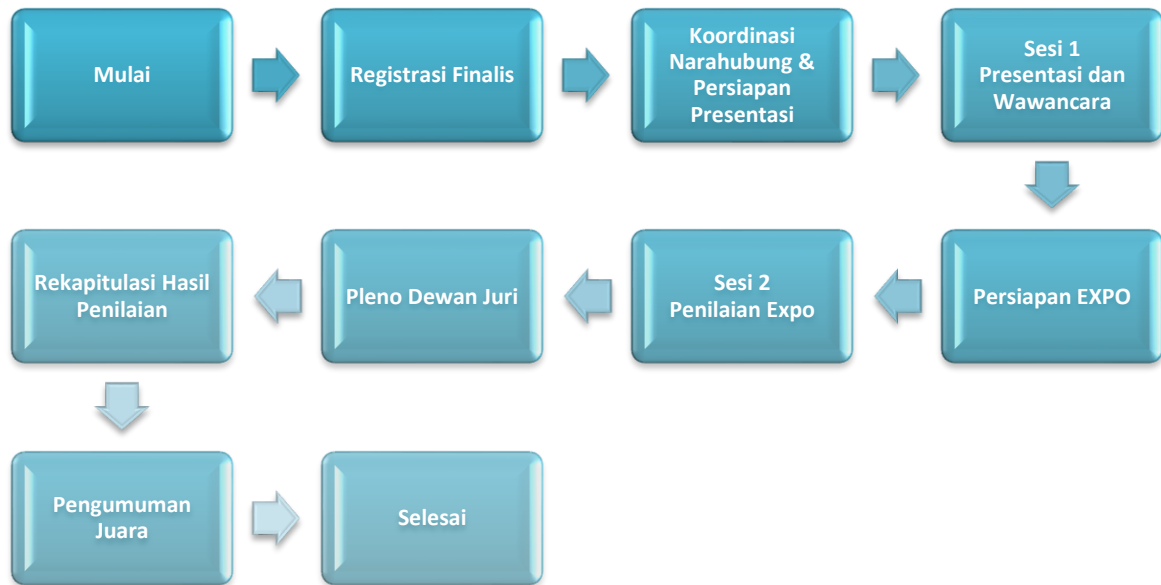 Mulai
Registrasi Finalis
Koordinasi
Narahubung &
Persiapan
Presentasi
Sesi 1
Presentasi dan
Wawancara
Persiapan EXPO
Sesi 2
Penilaian Expo
Pleno Dewan Juri
Rekapitulasi Hasil
Penilaian
Pengumuman
Juara
Selesai